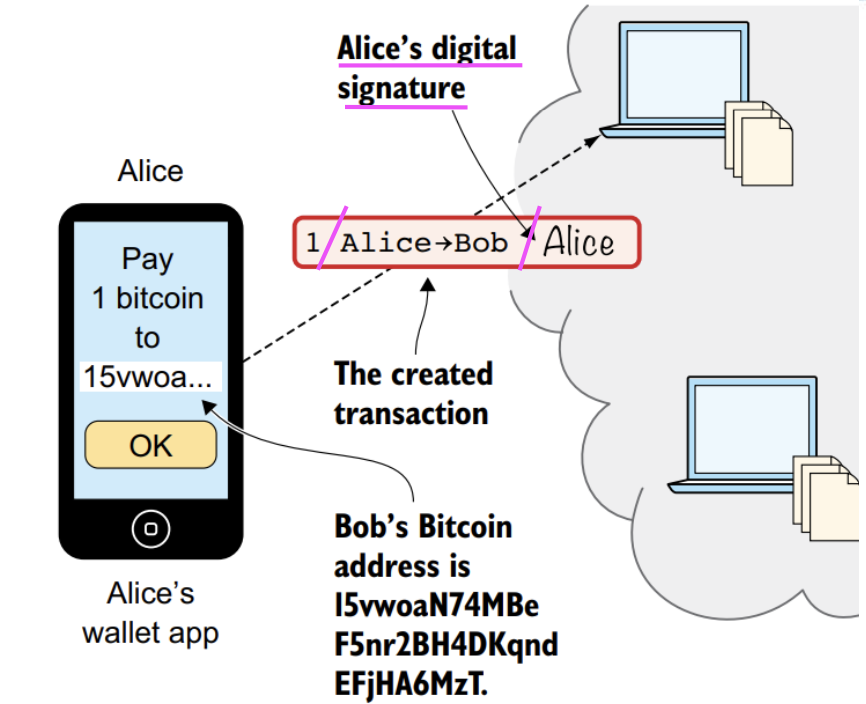 Alice's digital
signature
Alice
1 Alice→Bob Alice
Pay
1 bitcoin
to
15vwoa...
OK
The created
transaction
Bob's Bitcoin
address is
15vwoaN74MBe
F5nr2BH4DKqnd
EFjHA6MzT.
Alice's
wallet app